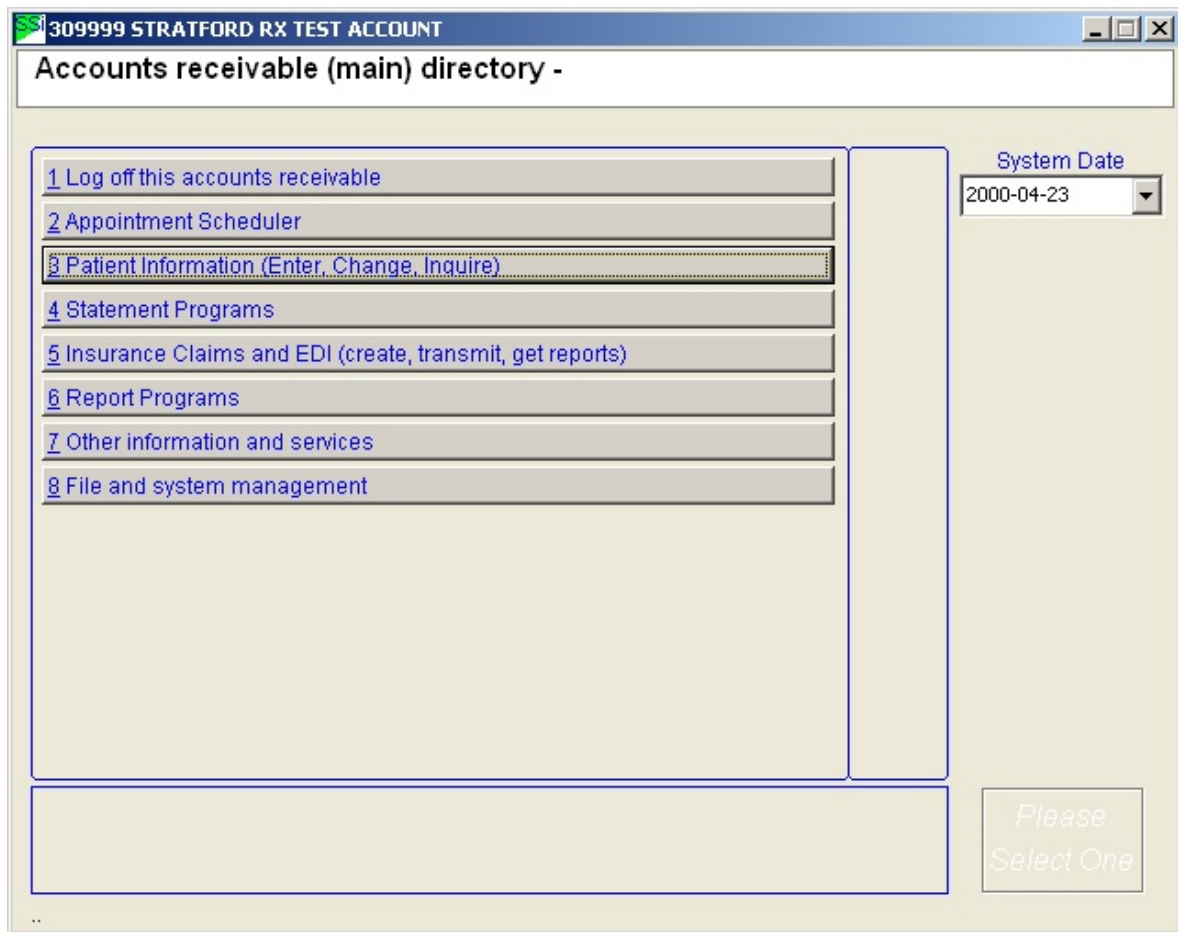 SSI 309999 STRATFORD RX TEST ACCOUNT
Accounts receivable (main) directory -
1 Log off this accounts receivable
2 Appointment Scheduler
3 Patient Information (Enter, Change, Inquire)
4 Statement Programs
5 Insurance Claims and EDI (create, transmit, get reports)
6 Report Programs
7 Other information and services
8 File and system management
System Date
2000-04-23
Please
Select One
..